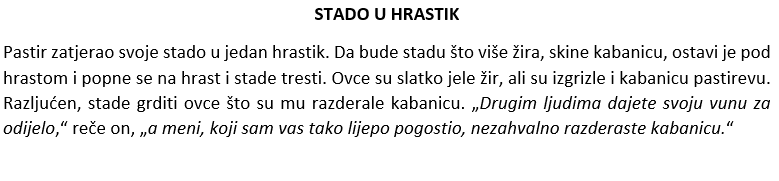 STADO U HRASTIK
Pastir zatjerao svoje stado u jedan hrastik. Da bude stadu što više žira, skine kabanicu, ostavi je pod
hrastom i popne se na hrast i stade tresti. Ovce su slatko jele žir, ali su izgrizle i kabanicu pastirevu.
Razljućen, stade grditi ovce što su mu razderale kabanicu. „Drugim ljudima dajete svoju vunu za
odijelo,“ reče on, „a meni, koji sam vas tako lijepo pogostio, nezahvalno razderaste kabanicu.“